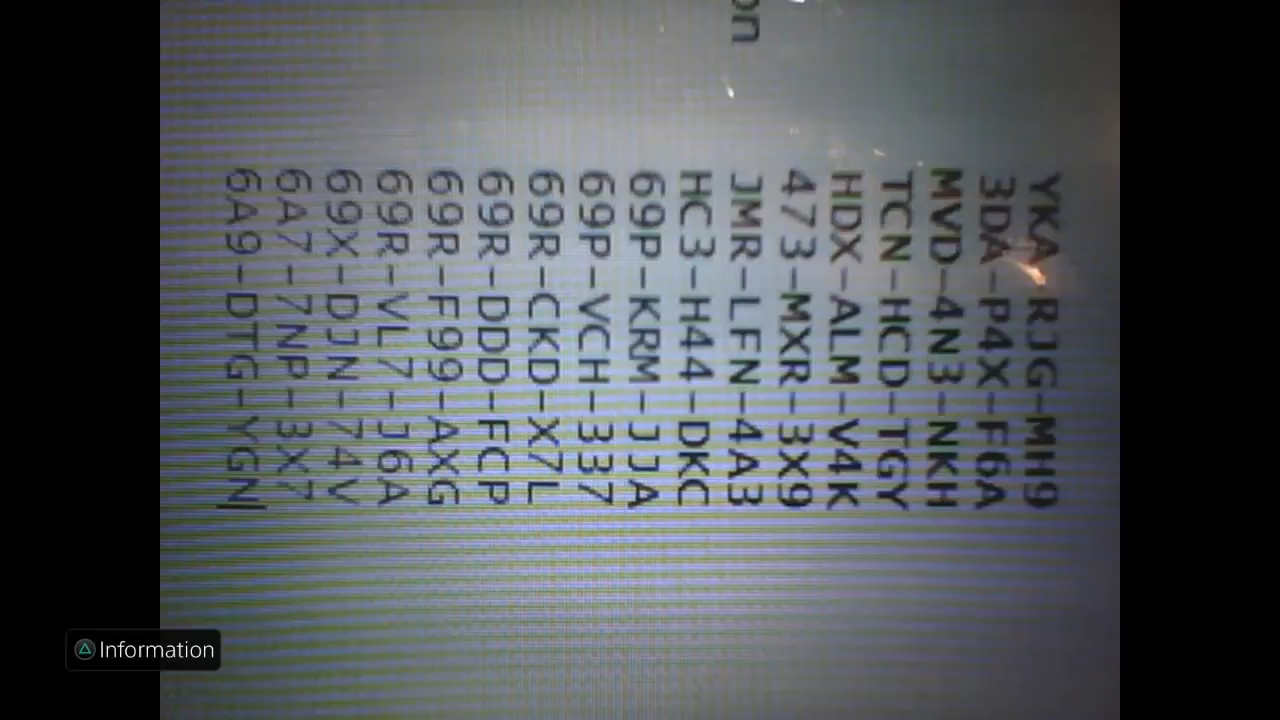 on
YKA-RJG-MH9
3DA-P4X-F6A
MVD-4N3-NKH
TCN-HCD-TGY
HDX-ALM-V4K
473-MXR-3X9
JMR-LFN-4A3
HC3-H44-DKC
69P-KRM-JJA
69P-VCH-337
69R-CKD-X7L
69R-DDD-FCP
69R-F99-AXG
69R-VL7-J6A
69X-DJN-74V
6A7-7NP-3X7
6A9-DTG-YGN
Information